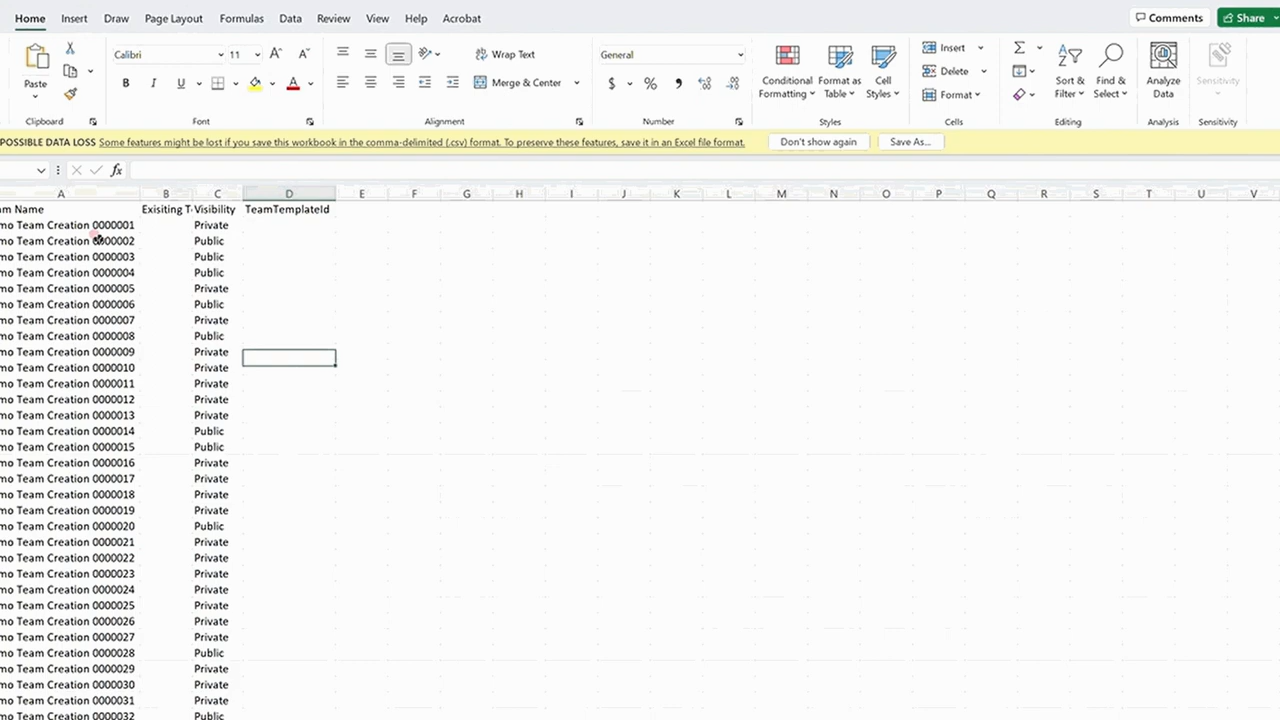 Home Insert Draw Page Layout Formulas Data Review View Help Acrobat Comments Share
Calibri 11 Wrap Text General Insert
Paste B I U Merge & Center $ % Conditional Formatting Format as Table Cell Styles Delete Sort & Filter Find & Select Analyze Data Sensitivity
Format
Clipboard Font Alignment Number Styles Cells Editing Analysis Sensitivity
POSSIBLE DATA LOSS Some features might be lost if you save this workbook in the comma-delimited (.csv) format. To preserve these features, save it in an Excel file format. Don't show again Save As...
fx
A B C D E F G H I J K L M N O P Q R S T U V
am Name Exisiting T Visibility TeamTemplateId
mo Team Creation 0000001 Private
mo Team Creation 0000002 Public
mo Team Creation 0000003 Public
mo Team Creation 0000004 Public
mo Team Creation 0000005 Private
mo Team Creation 0000006 Public
mo Team Creation 0000007 Private
mo Team Creation 0000008 Public
mo Team Creation 0000009 Private
mo Team Creation 0000010 Private
mo Team Creation 0000011 Private
mo Team Creation 0000012 Private
mo Team Creation 0000013 Private
mo Team Creation 0000014 Public
mo Team Creation 0000015 Public
mo Team Creation 0000016 Private
mo Team Creation 0000017 Private
mo Team Creation 0000018 Private
mo Team Creation 0000019 Private
mo Team Creation 0000020 Public
mo Team Creation 0000021 Private
mo Team Creation 0000022 Private
mo Team Creation 0000023 Private
mo Team Creation 0000024 Private
mo Team Creation 0000025 Private
mo Team Creation 0000026 Private
mo Team Creation 0000027 Private
mo Team Creation 0000028 Public
mo Team Creation 0000029 Private
mo Team Creation 0000030 Private
mo Team Creation 0000031 Private
mo Team Creation 0000032 Public